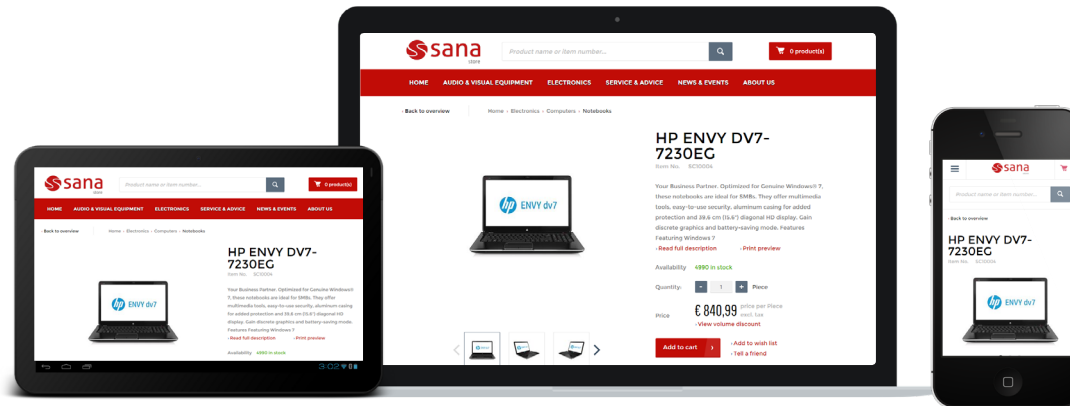 sana
store
Product name or item number...
0 product(s)
HOME AUDIO & VISUAL EQUIPMENT ELECTRONICS SERVICE & ADVICE NEWS & EVENTS ABOUT US
‹ Back to overview
Home › Electronics › Computers › Notebooks
HP ENVY DV7-
7230EG
Item No. SC10004
Your Business Partner. Optimized for Genuine Windows® 7,
these notebooks are ideal for SMBs. They offer multimedia
tools, easy-to-use security, aluminum casing for added
protection and 39,6 cm (15.6") diagonal HD display. Gain
discrete graphics and battery-saving mode. Features
Featuring Windows 7
› Read full description › Print preview
Availability 4990 in stock
Quantity: - 1 + Piece
Price € 840,99 price per Piece
excl. tax
› View volume discount
Add to cart ›
› Add to wish list
› Tell a friend
hp ENVY dv7
sana
store
Product name or item number...
0 product(s)
HOME AUDIO & VISUAL EQUIPMENT ELECTRONICS SERVICE & ADVICE NEWS & EVENTS ABOUT US
‹ Back to overview
Home › Electronics › Computers › Notebooks
HP ENVY DV7-
7230EG
Item No. SC10004
Your Business Partner. Optimized for Genuine Windows®
7, these notebooks are ideal for SMBs. They offer
multimedia tools, easy-to-use security, aluminum casing
for added protection and 39,6 cm (15.6") diagonal HD
display. Gain discrete graphics and battery-saving mode.
Features Featuring Windows 7
› Read full description › Print preview
Availability 4990 in stock
hp ENVY dv7
3:02
sana
Product name or item number...
‹ Back to overview
HP ENVY DV7-
7230EG
Item No. SC10004
hp ENVY dv7